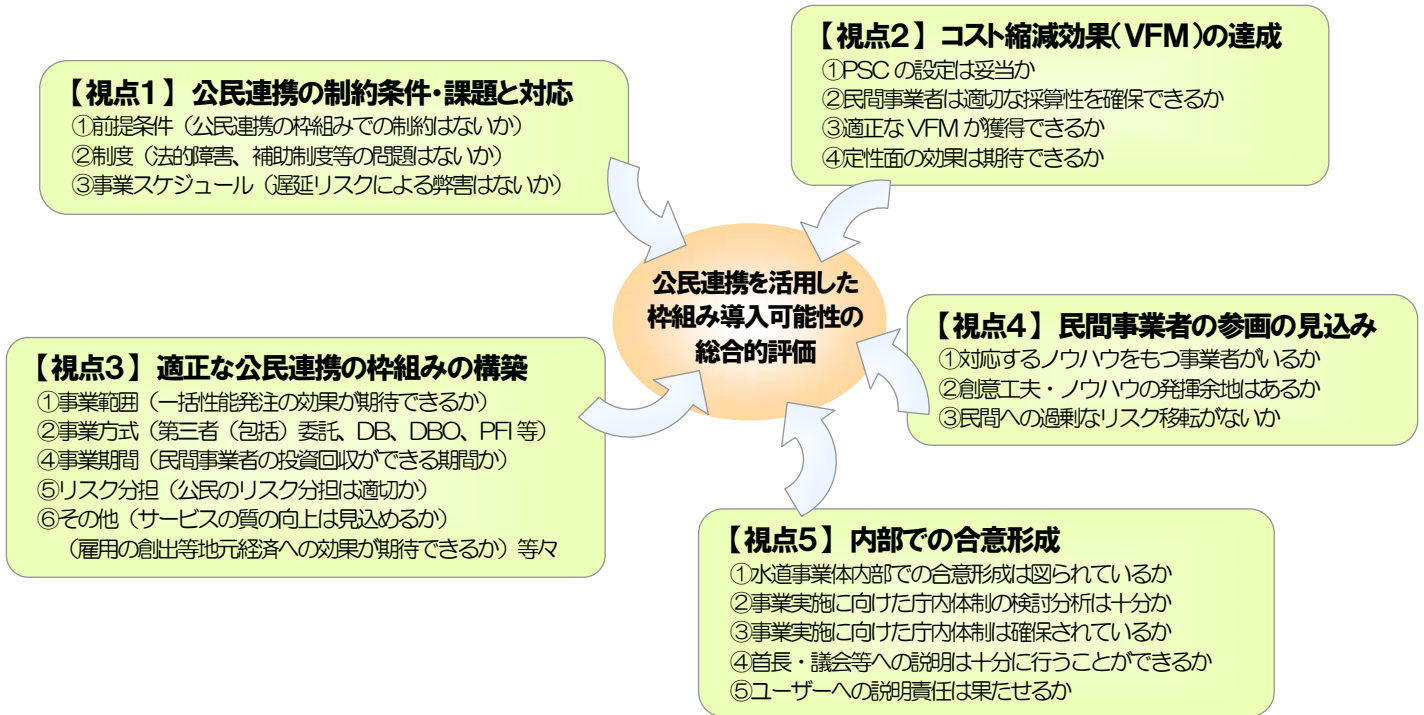 【視点1】 公民連携の制約条件・課題と対応
①前提条件（公民連携の枠組みでの制約はないか）
②制度（法的障害、補助制度等の問題はないか）
③事業スケジュール（遅延リスクによる弊害はないか）
【視点2】 コスト縮減効果（VFM）の達成
①PSCの設定は妥当か
②民間事業者は適切な採算性を確保できるか
③適正なVFMが獲得できるか
④定性面の効果は期待できるか
公民連携を活用した
枠組み導入可能性の
総合的評価
【視点3】 適正な公民連携の枠組みの構築
①事業範囲（一括性能発注の効果が期待できるか）
②事業方式（第三者（包括）委託、DB、DBO、PFI等）
④事業期間（民間事業者の投資回収ができる期間か）
⑤リスク分担（公民のリスク分担は適切か）
⑥その他（サービスの質の向上は見込めるか）
（雇用の創出等地元経済への効果が期待できるか）等々
【視点4】 民間事業者の参画の見込み
①対応するノウハウをもつ事業者がいるか
②創意工夫・ノウハウの発揮余地はあるか
③民間への過剰なリスク移転がないか
【視点5】 内部での合意形成
①水道事業体内部での合意形成は図られているか
②事業実施に向けた庁内体制の検討分析は十分か
③事業実施に向けた庁内体制は確保されているか
④首長・議会等への説明は十分に行うことができるか
⑤ユーザーへの説明責任は果たせるか